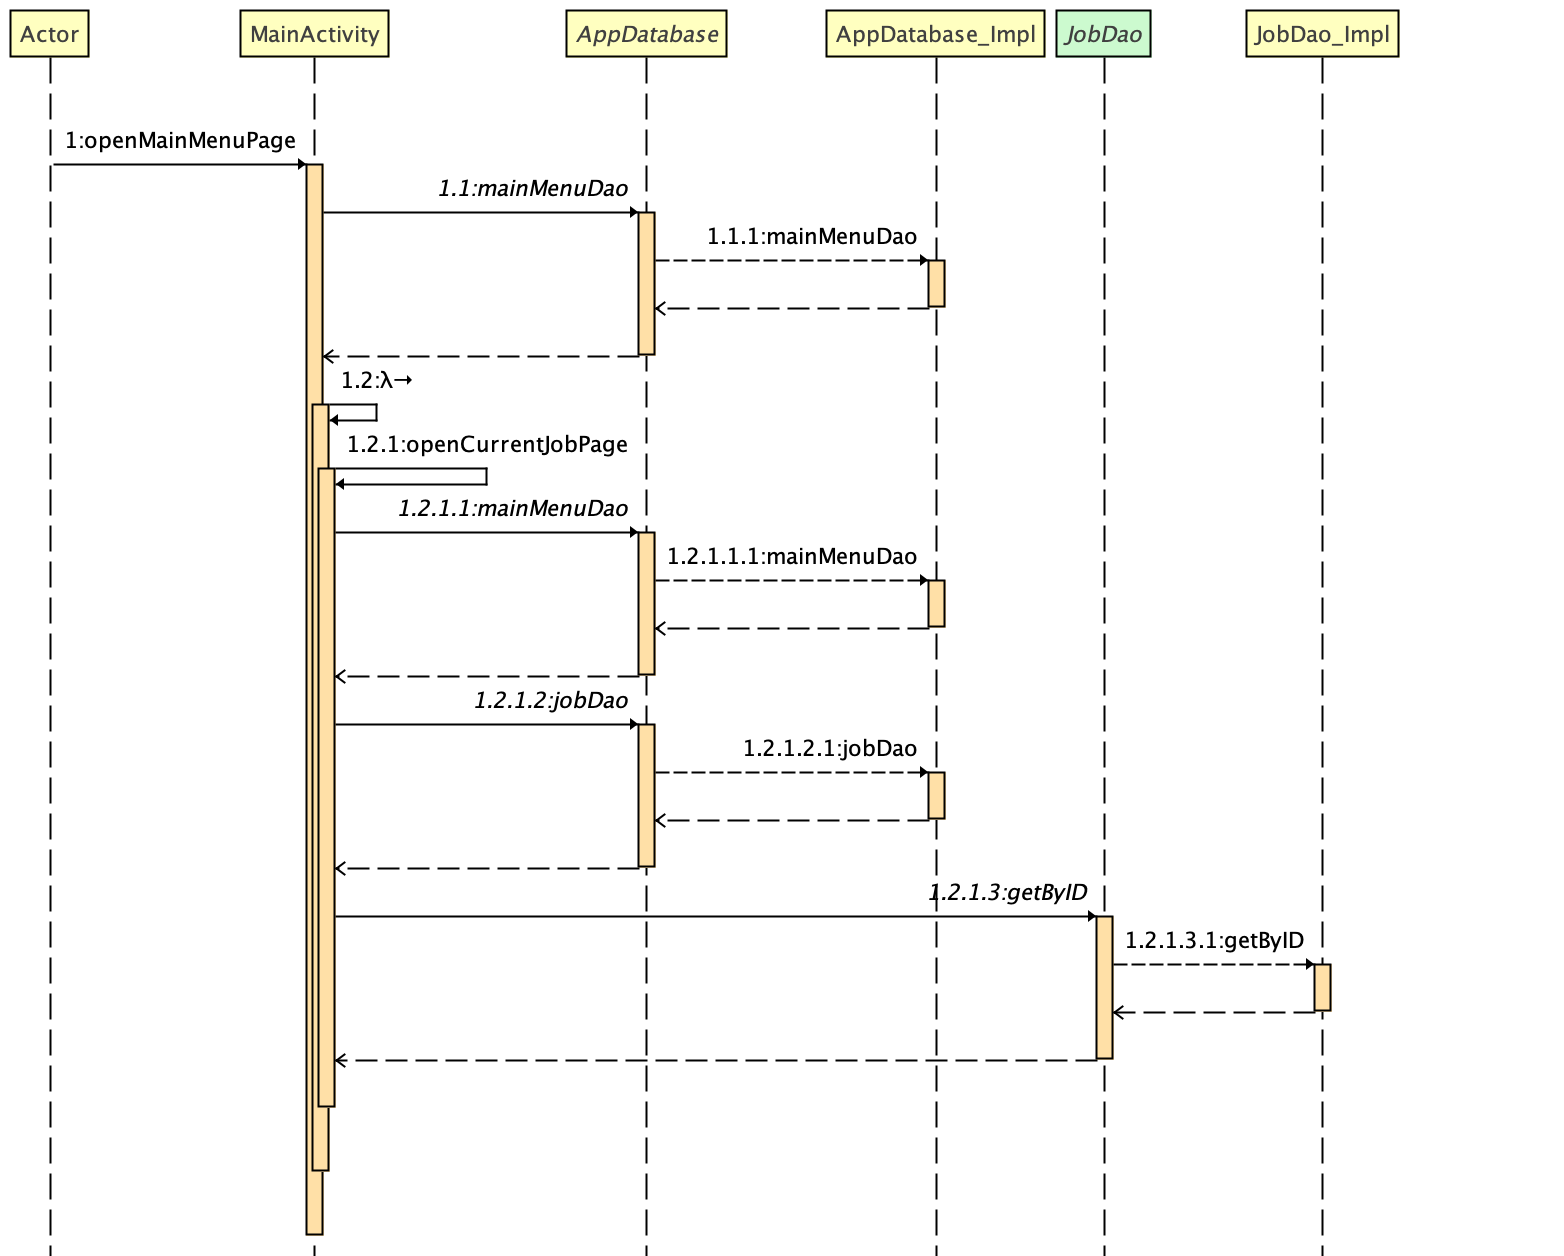 Actor
MainActivity
AppDatabase
AppDatabase_Impl
JobDao
JobDao_Impl
1:openMainMenuPage
1.1:mainMenuDao
1.1.1:mainMenuDao
1.2:λ→
1.2.1:openCurrentJobPage
1.2.1.1:mainMenuDao
1.2.1.1.1:mainMenuDao
1.2.1.2:jobDao
1.2.1.2.1:jobDao
1.2.1.3:getByID
1.2.1.3.1:getByID